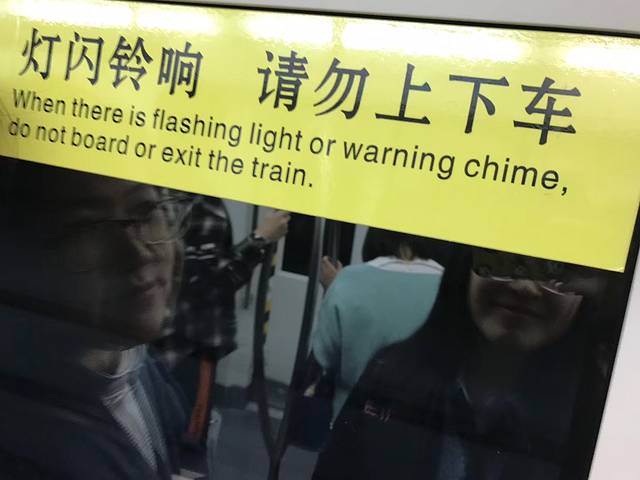 灯闪铃响 请勿上下车
When there is flashing light or warning chime,
do not board or exit the train.